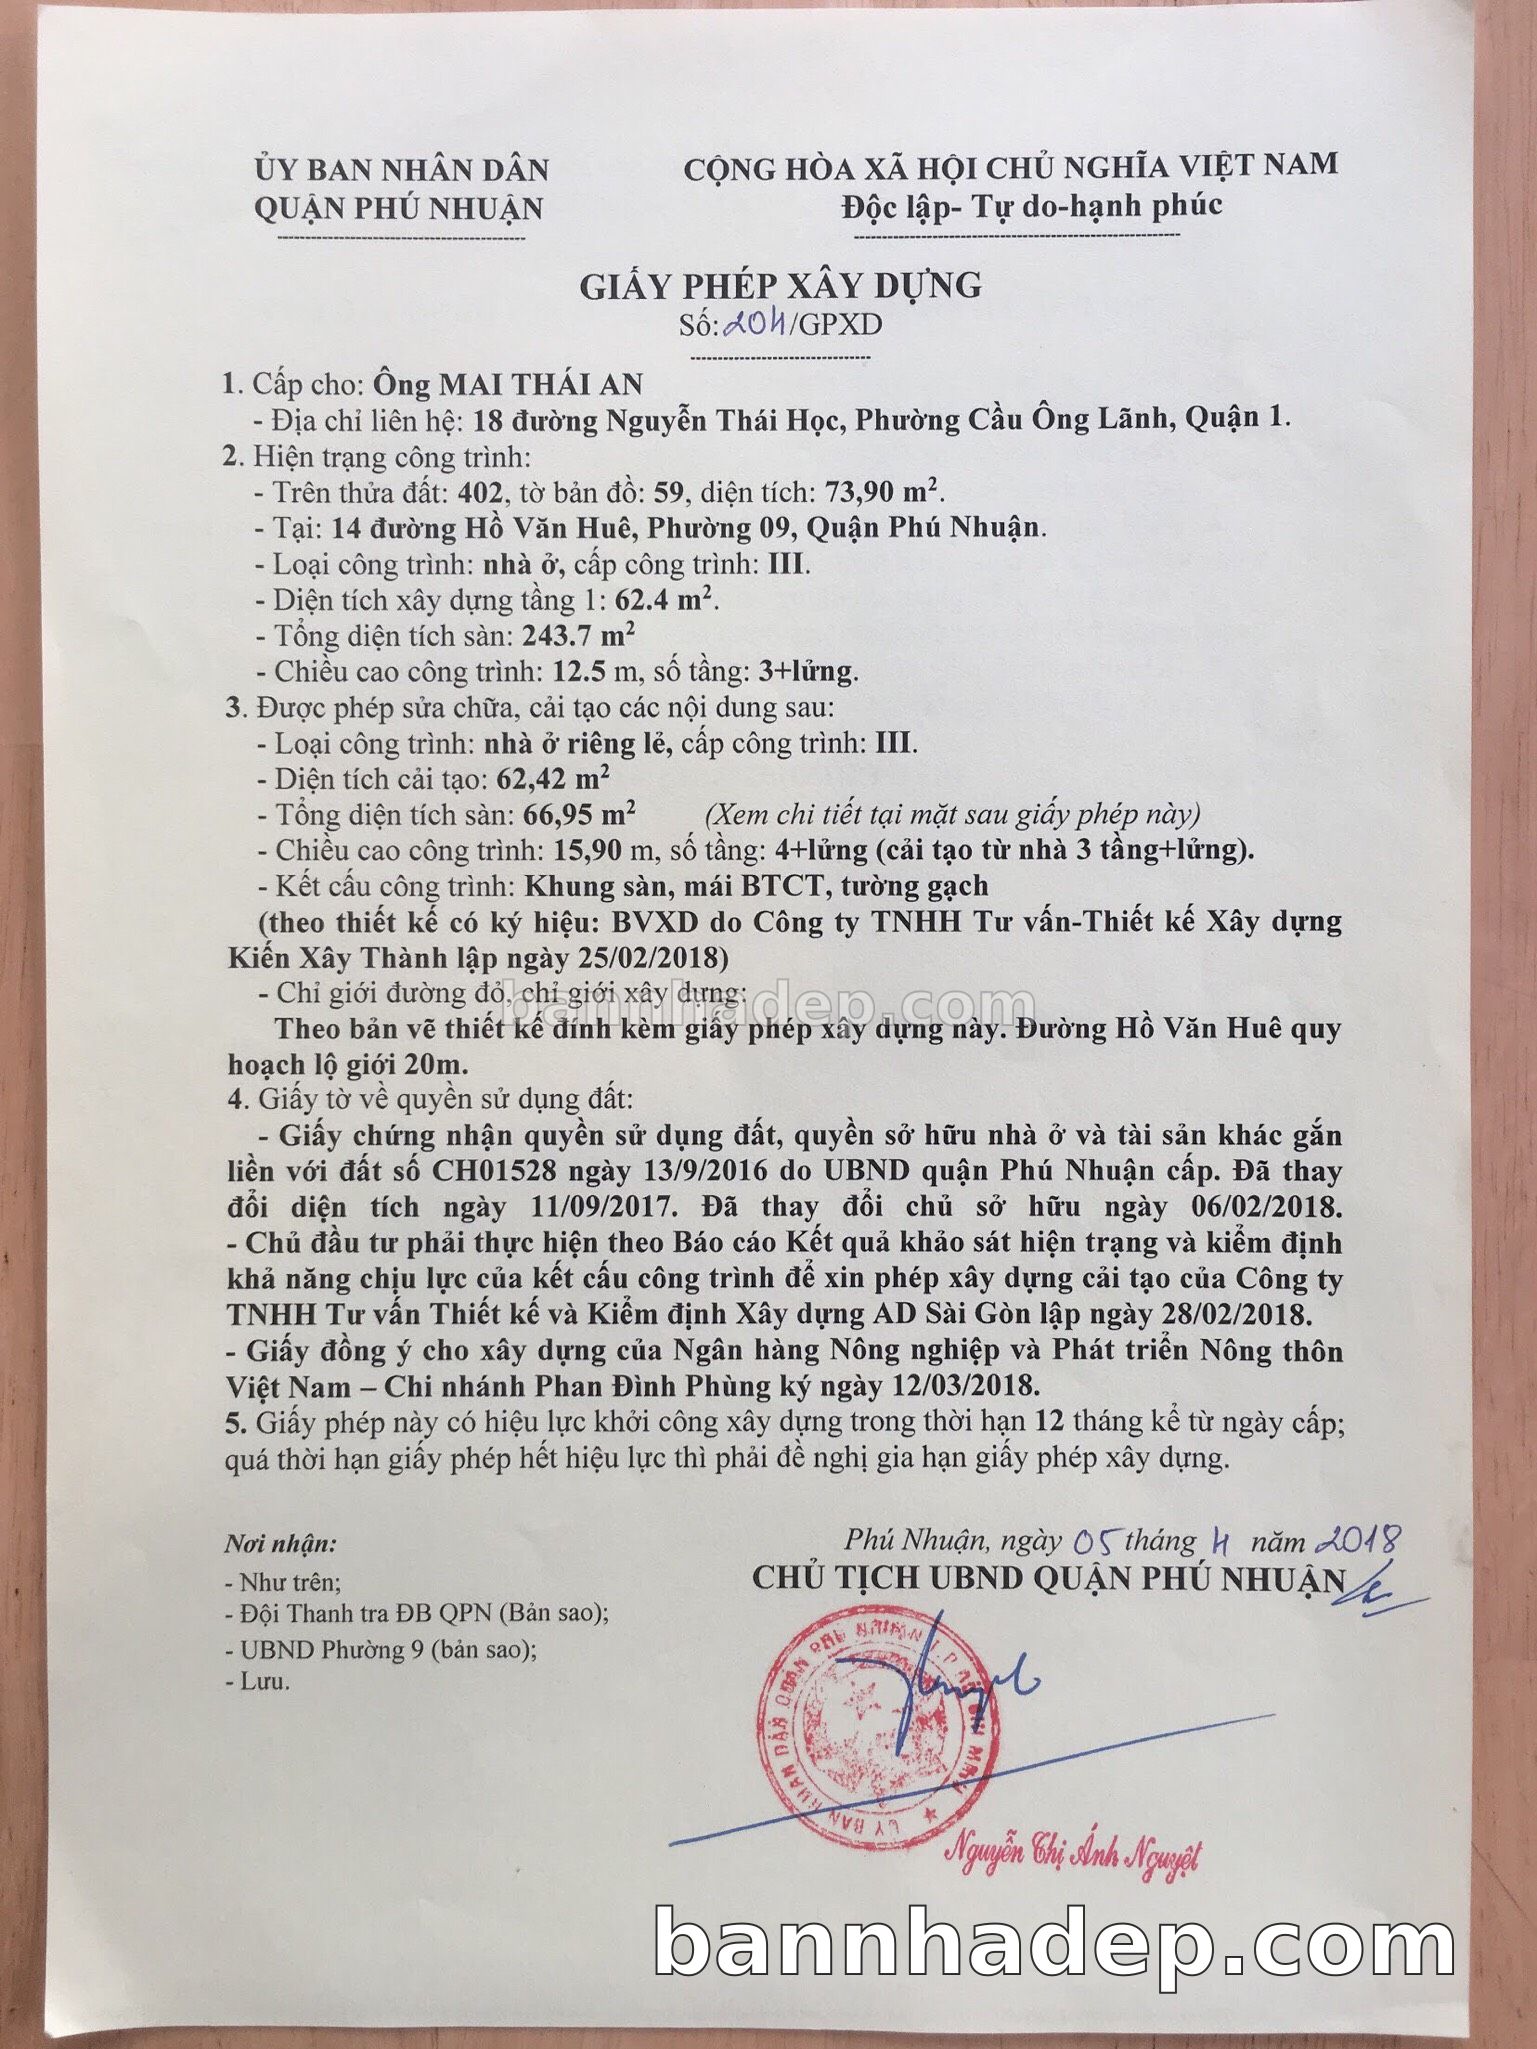 ỦY BAN NHÂN DÂN
QUẬN PHÚ NHUẬN
CỘNG HÒA XÃ HỘI CHỦ NGHĨA VIỆT NAM
Độc lập- Tự do-hạnh phúc
GIẤY PHÉP XÂY DỰNG
Số:204/GPXD
1. Cấp cho: Ông MAI THÁI AN
- Địa chỉ liên hệ: 18 đường Nguyễn Thái Học, Phường Cầu Ông Lãnh, Quận 1.
2. Hiện trạng công trình:
- Trên thửa đất: 402, tờ bản đồ: 59, diện tích: 73,90 m².
- Tại: 14 đường Hồ Văn Huê, Phường 09, Quận Phú Nhuận.
- Loại công trình: nhà ở, cấp công trình: III.
- Diện tích xây dựng tầng 1: 62.4 m².
- Tổng diện tích sàn: 243.7 m²
- Chiều cao công trình: 12.5 m, số tầng: 3+lửng.
3. Được phép sửa chữa, cải tạo các nội dung sau:
- Loại công trình: nhà ở riêng lẻ, cấp công trình: III.
- Diện tích cải tạo: 62,42 m²
- Tổng diện tích sàn: 66,95 m² (Xem chi tiết tại mặt sau giấy phép này)
- Chiều cao công trình: 15,90 m, số tầng: 4+lửng (cải tạo từ nhà 3 tầng+lửng).
- Kết cấu công trình: Khung sàn, mái BTCT, tường gạch
(theo thiết kế có ký hiệu: BVXD do Công ty TNHH Tư vấn-Thiết kế Xây dựng
Kiến Xây Thành lập ngày 25/02/2018)
- Chỉ giới đường đỏ, chỉ giới xây dựng:
bannhadep.com
Theo bản vẽ thiết kế đính kèm giấy phép xây dựng này. Đường Hồ Văn Huê quy
hoạch lộ giới 20m.
4. Giấy tờ về quyền sử dụng đất:
- Giấy chứng nhận quyền sử dụng đất, quyền sở hữu nhà ở và tài sản khác gắn
liền với đất số CH01528 ngày 13/9/2016 do UBND quận Phú Nhuận cấp. Đã thay
đổi diện tích ngày 11/09/2017. Đã thay đổi chủ sở hữu ngày 06/02/2018.
- Chủ đầu tư phải thực hiện theo Báo cáo Kết quả khảo sát hiện trạng và kiểm định
khả năng chịu lực của kết cấu công trình để xin phép xây dựng cải tạo của Công ty
TNHH Tư vấn Thiết kế và Kiểm định Xây dựng AD Sài Gòn lập ngày 28/02/2018.
- Giấy đồng ý cho xây dựng của Ngân hàng Nông nghiệp và Phát triển Nông thôn
Việt Nam – Chi nhánh Phan Đình Phùng ký ngày 12/03/2018.
5. Giấy phép này có hiệu lực khởi công xây dựng trong thời hạn 12 tháng kể từ ngày cấp;
quá thời hạn giấy phép hết hiệu lực thì phải đề nghị gia hạn giấy phép xây dựng.
Nơi nhận:
- Như trên;
- Đội Thanh tra ĐB QPN (Bản sao);
- UBND Phường 9 (bản sao);
- Lưu.
Phú Nhuận, ngày 05 tháng 4 năm 2018
CHỦ TỊCH UBND QUẬN PHÚ NHUẬN
ỦY BAN NHÂN DÂN QUẬN PHÚ NHUẬN
Nguyễn Thị Ánh Nguyệt
bannhadep.com